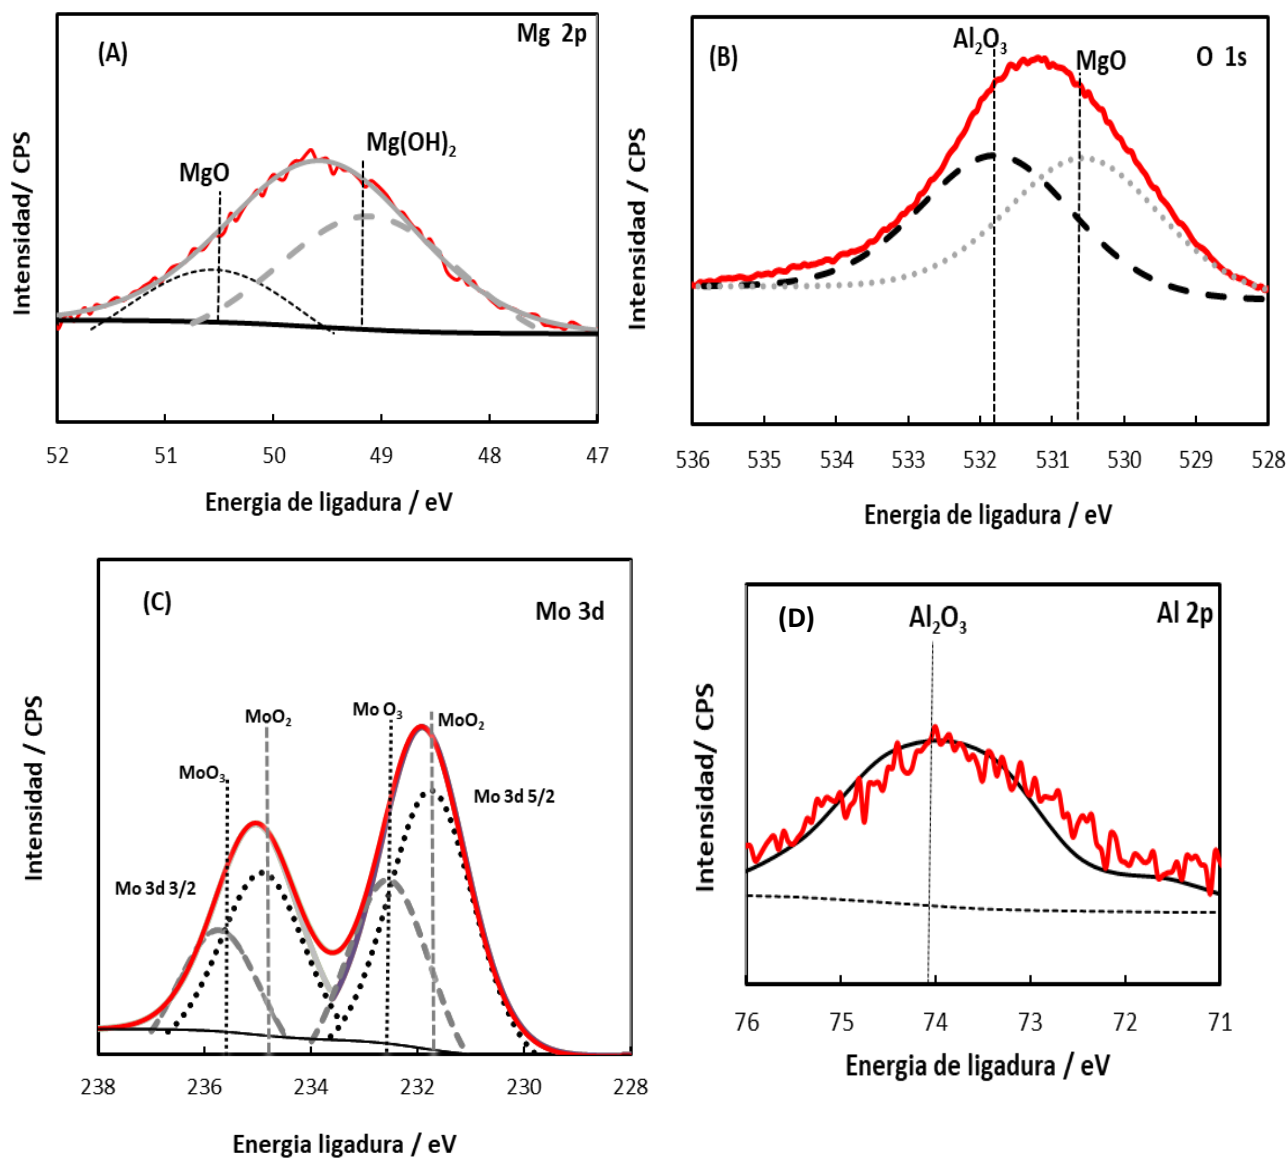 (A)
Mg 2p
MgO
Mg(OH)₂
Intensidad/ CPS
52 51 50 49 48 47
Energia de ligadura / eV
(B)
O 1s
Al₂O₃
MgO
Intensidad / CPS
536 535 534 533 532 531 530 529 528
Energia de ligadura / eV
(C)
Mo 3d
MoO₃
MoO₂
Mo O₃
MoO₂
Mo 3d 5/2
Mo 3d 3/2
Intensidad / CPS
238 236 234 232 230 228
Energia ligadura / eV
(D)
Al 2p
Al₂O₃
Intensidad/ CPS
76 75 74 73 72 71
Energia de ligadura / eV